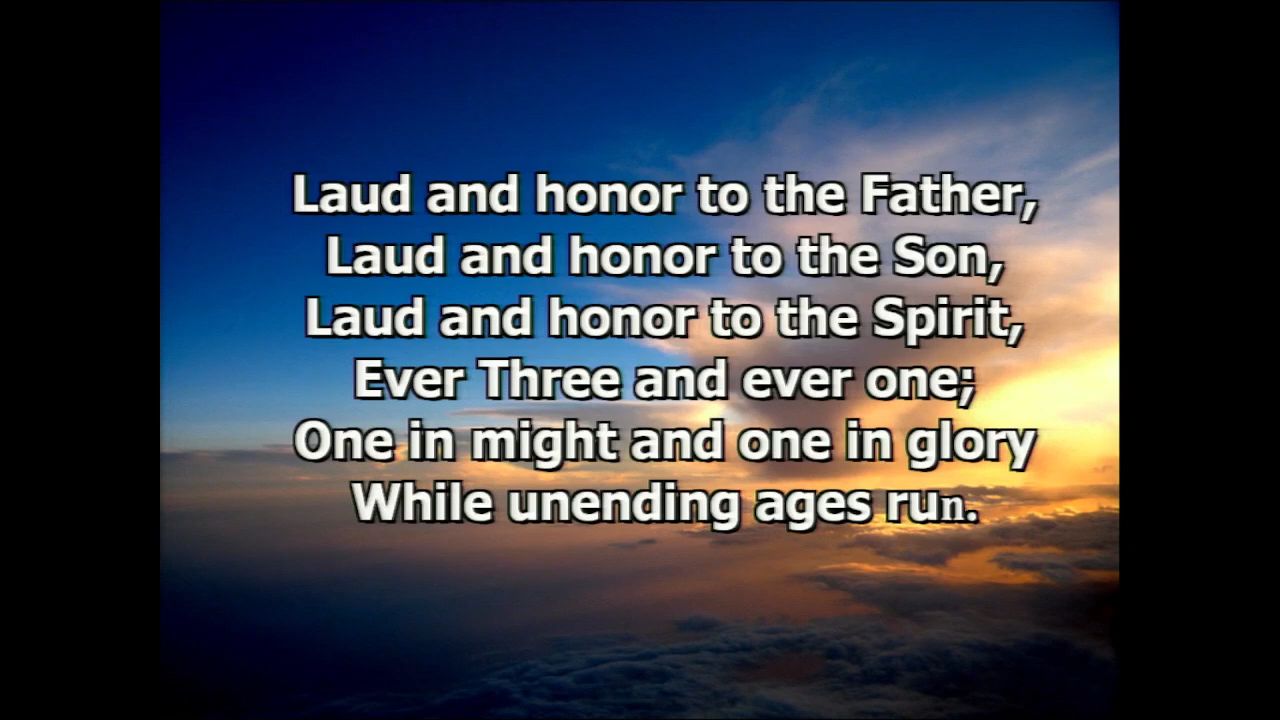 Laud and honor to the Father,
Laud and honor to the Son,
Laud and honor to the Spirit,
Ever Three and ever one;
One in might and one in glory
While unending ages run.